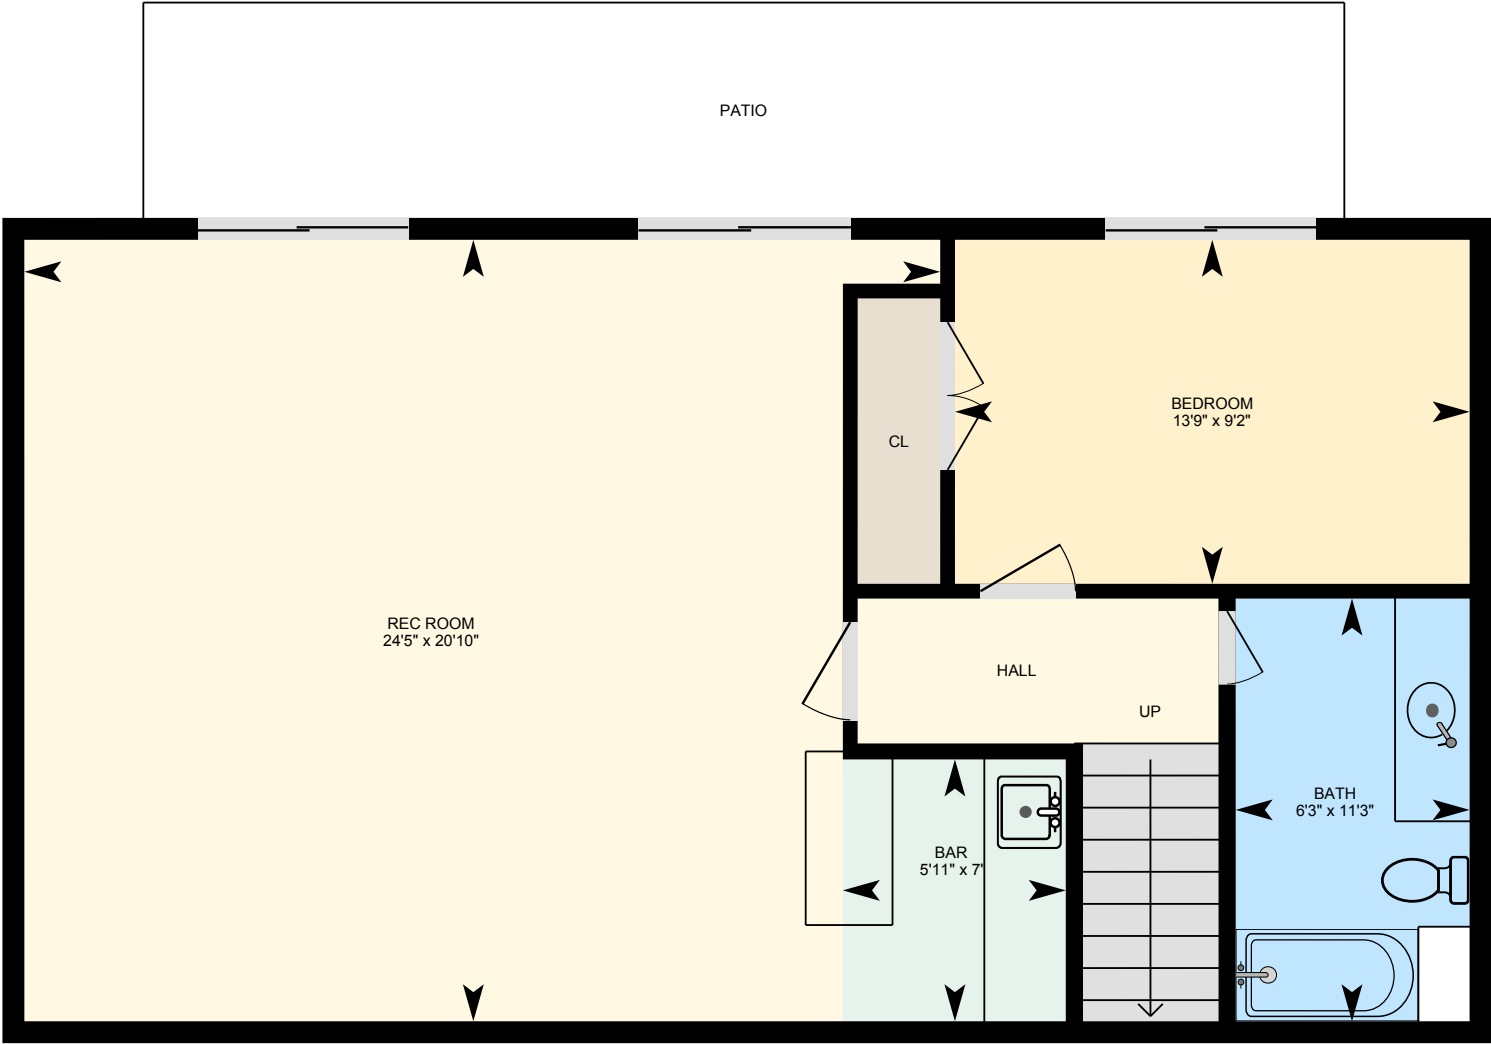 PATIO
BEDROOM
13'9" x 9'2"
CL
REC ROOM
24'5" x 20'10"
HALL
UP
BATH
6'3" x 11'3"
BAR
5'11" x 7'